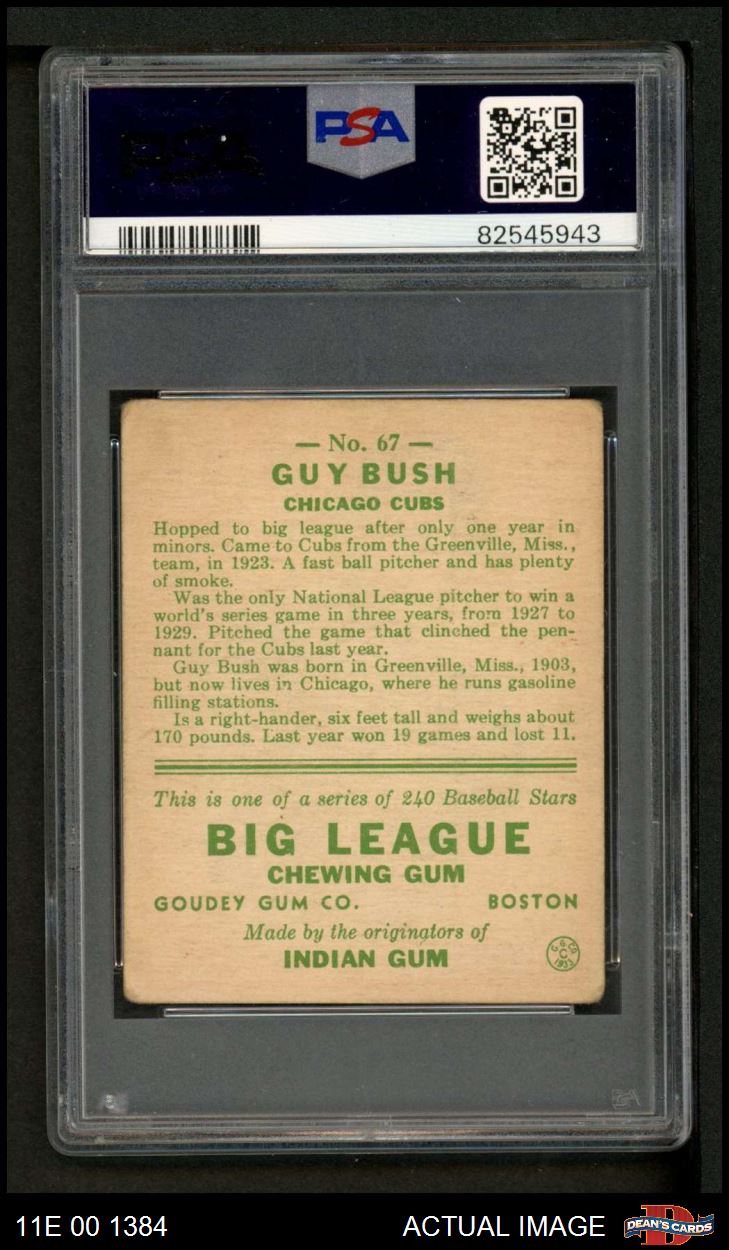 PSA
82545943
— No. 67 —
GUY BUSH
CHICAGO CUBS
Hopped to big league after only one year in
minors. Came to Cubs from the Greenville, Miss.,
team, in 1923. A fast ball pitcher and has plenty
of smoke.
Was the only National League pitcher to win a
world's series game in three years, from 1927 to
1929. Pitched the game that clinched the pen-
nant for the Cubs last year.
Guy Bush was born in Greenville, Miss., 1903,
but now lives in Chicago, where he runs gasoline
filling stations.
Is a right-hander, six feet tall and weighs about
170 pounds. Last year won 19 games and lost 11.
This is one of a series of 240 Baseball Stars
BIG LEAGUE
CHEWING GUM
GOUDEY GUM CO. BOSTON
Made by the originators of
INDIAN GUM
G. G. CO.
C
1933
PSA
11E 00 1384 ACTUAL IMAGE DEAN'S CARDS